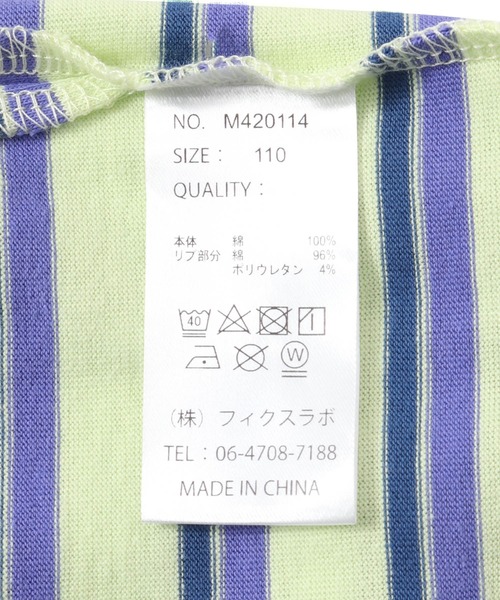 NO. M420114
SIZE： 110
QUALITY：
本体 綿 100%
リブ部分 綿 96%
ポリウレタン 4%
40
W
（株）フィクスラボ
TEL：06-4708-7188
MADE IN CHINA